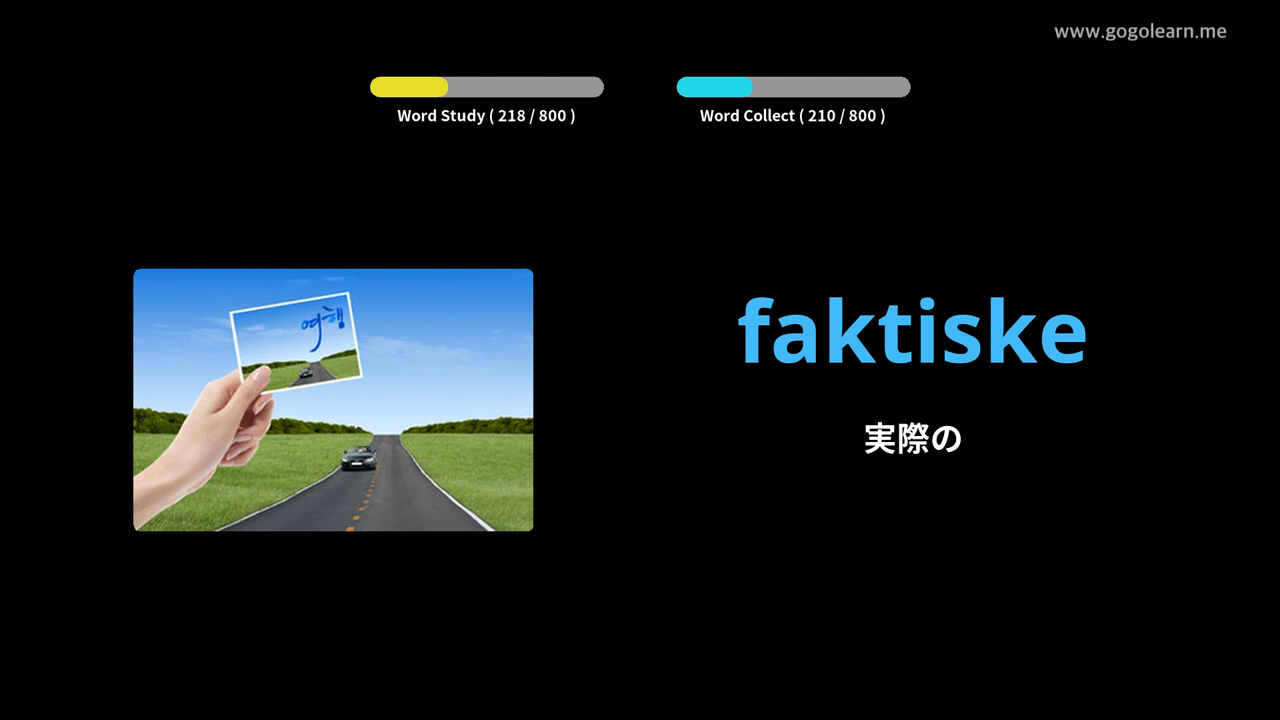 www.gogolearn.me
Word Study ( 218 / 800 )
Word Collect ( 210 / 800 )
여행
faktiske
実際の